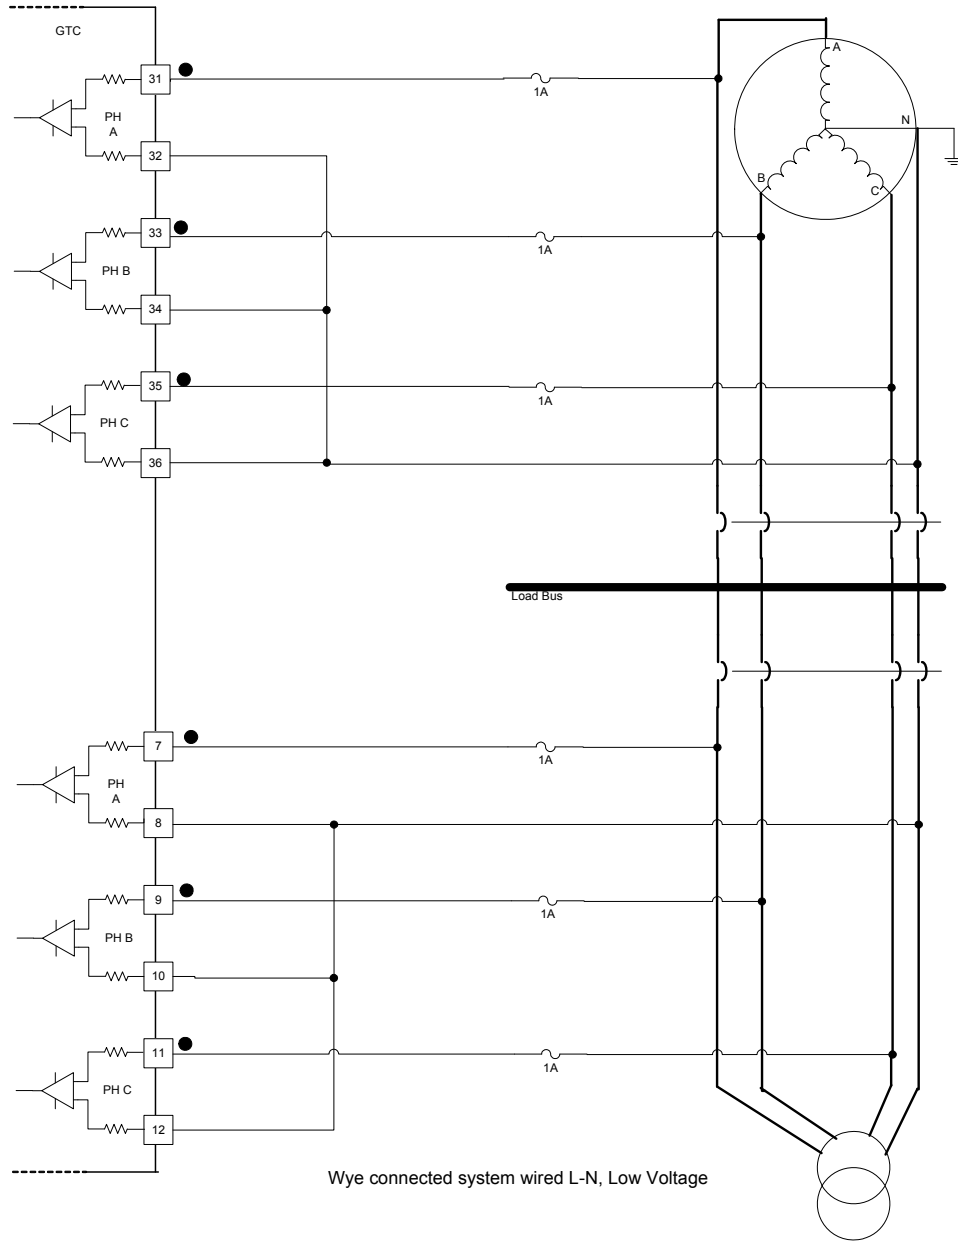 GTC
A
31
1A
PH
A
N
32
B
C
33
1A
PH B
34
35
1A
PH C
36
Load Bus
7
1A
PH
A
8
9
1A
PH B
10
11
1A
PH C
12
Wye connected system wired L-N, Low Voltage